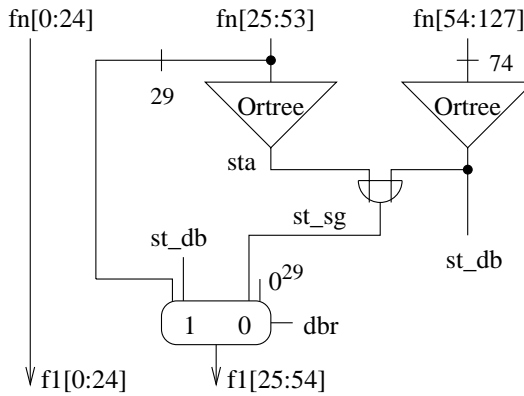 fn[0:24] fn[25:53] fn[54:127]
29 74
Ortree Ortree
sta
st_sg
st_db st_db
0^29
1 0 dbr
f1[0:24] f1[25:54]